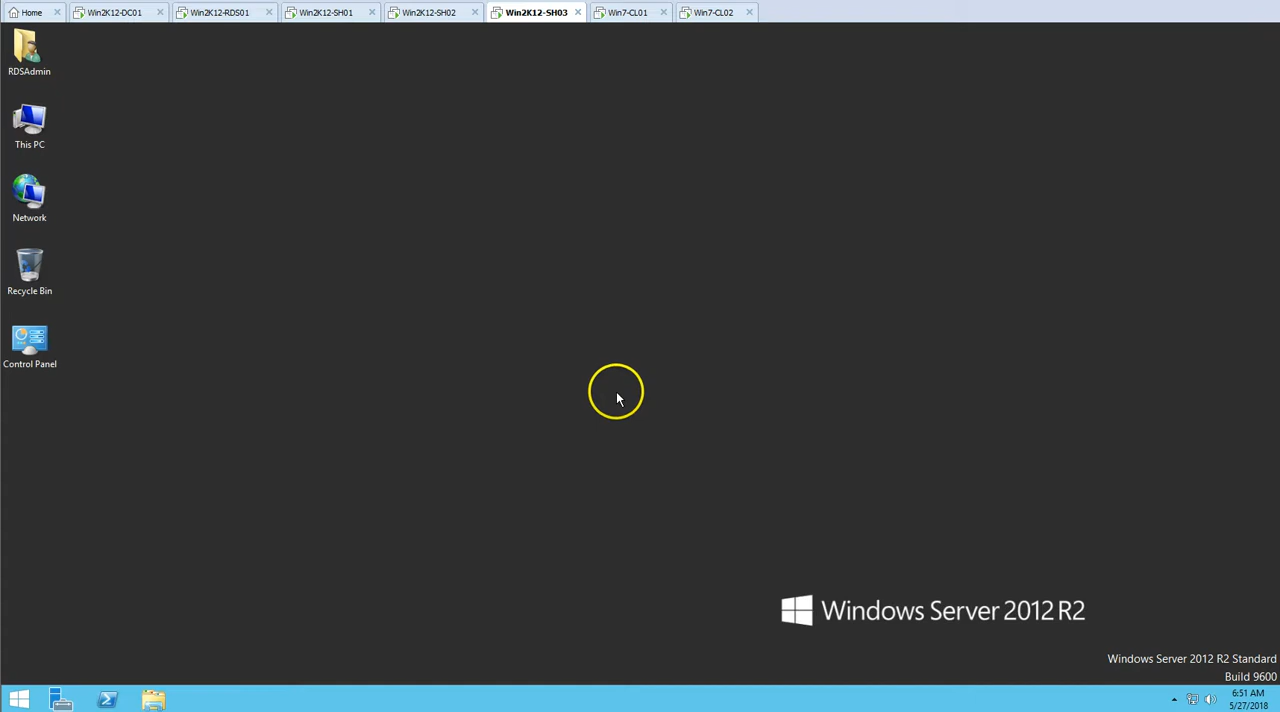 Home
Win2K12-DC01
Win2K12-RDS01
Win2K12-SH01
Win2K12-SH02
Win2K12-SH03
Win7-CL01
Win7-CL02
RDSAdmin
This PC
Network
Recycle Bin
Control Panel
Windows Server 2012 R2
Windows Server 2012 R2 Standard
Build 9600
6:51 AM
5/27/2018